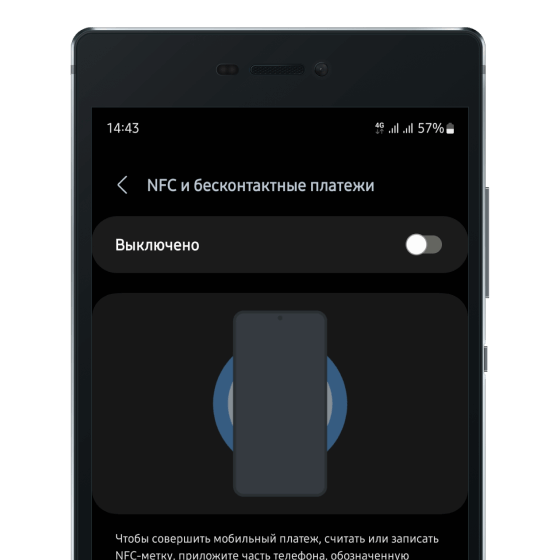 14:43
4G 57%
NFC и бесконтактные платежи
Выключено
Чтобы совершить мобильный платеж, считать или записать
NFC-метку, приложите часть телефона, обозначенную